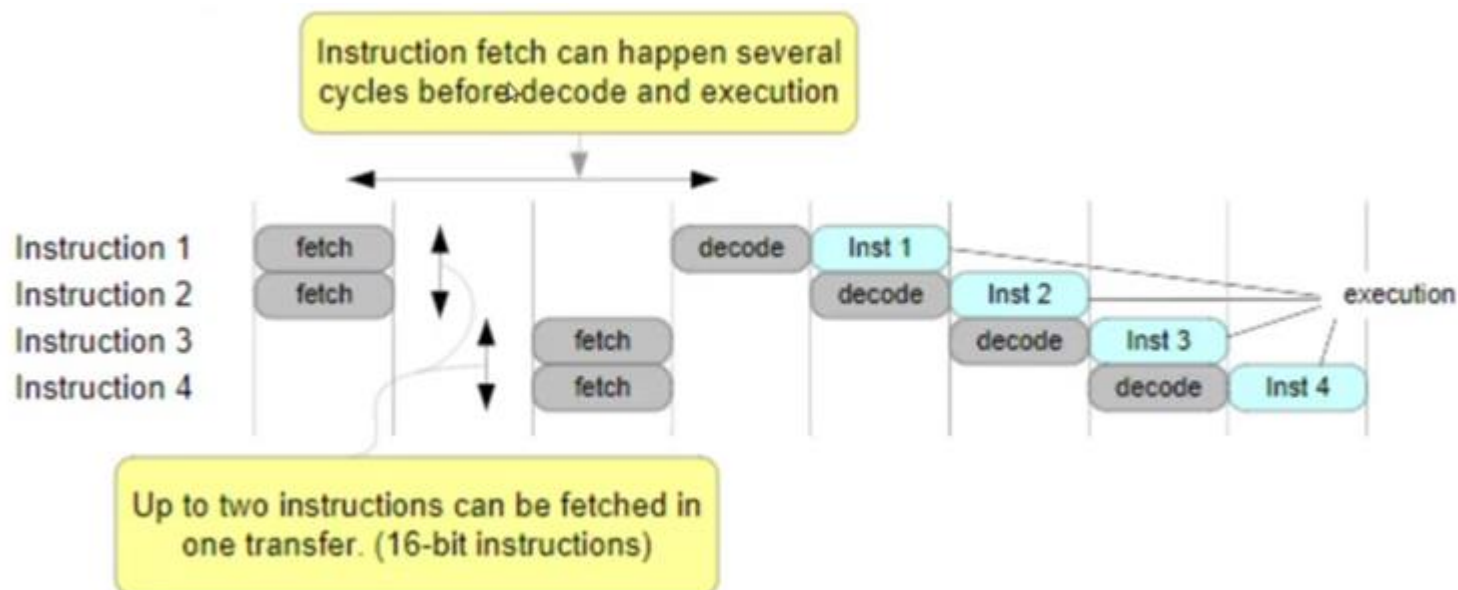 Instruction fetch can happen several
cycles before decode and execution
Instruction 1 fetch decode Inst 1
Instruction 2 fetch decode Inst 2 execution
Instruction 3 fetch decode Inst 3
Instruction 4 fetch decode Inst 4
Up to two instructions can be fetched in
one transfer. (16-bit instructions)